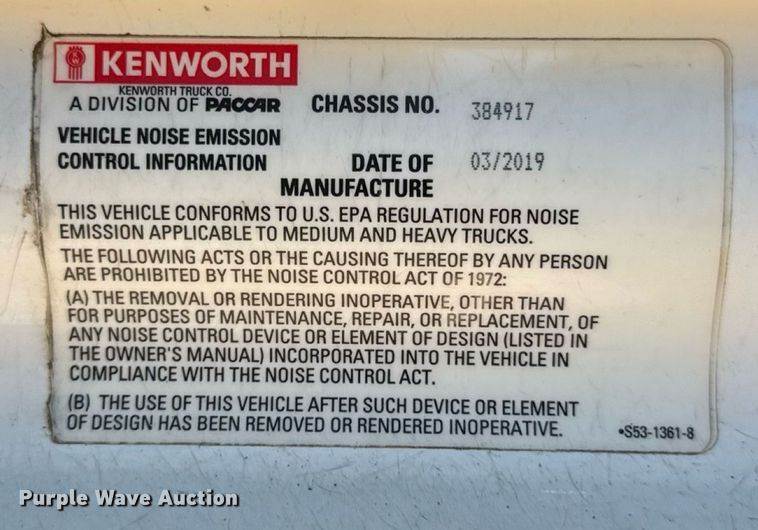 KENWORTH
KENWORTH TRUCK CO.
A DIVISION OF PACCAR
CHASSIS NO. 384917
VEHICLE NOISE EMISSION
CONTROL INFORMATION
DATE OF
MANUFACTURE
03/2019
THIS VEHICLE CONFORMS TO U.S. EPA REGULATION FOR NOISE
EMISSION APPLICABLE TO MEDIUM AND HEAVY TRUCKS.
THE FOLLOWING ACTS OR THE CAUSING THEREOF BY ANY PERSON
ARE PROHIBITED BY THE NOISE CONTROL ACT OF 1972:
(A) THE REMOVAL OR RENDERING INOPERATIVE, OTHER THAN
FOR PURPOSES OF MAINTENANCE, REPAIR, OR REPLACEMENT, OF
ANY NOISE CONTROL DEVICE OR ELEMENT OF DESIGN (LISTED IN
THE OWNER'S MANUAL) INCORPORATED INTO THE VEHICLE IN
COMPLIANCE WITH THE NOISE CONTROL ACT.
(B) THE USE OF THIS VEHICLE AFTER SUCH DEVICE OR ELEMENT
OF DESIGN HAS BEEN REMOVED OR RENDERED INOPERATIVE.
•S53-1361-8
Purple Wave Auction